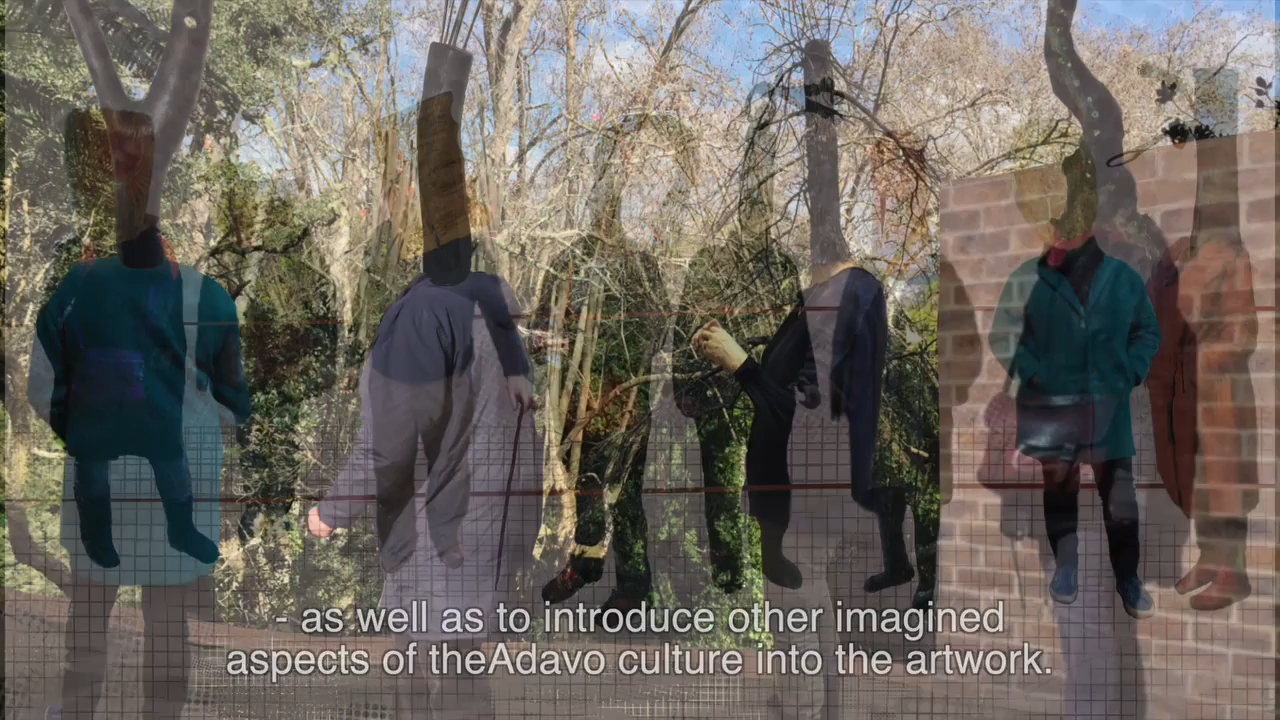 - as well as to introduce other imagined
aspects of theAdavo culture into the artwork.